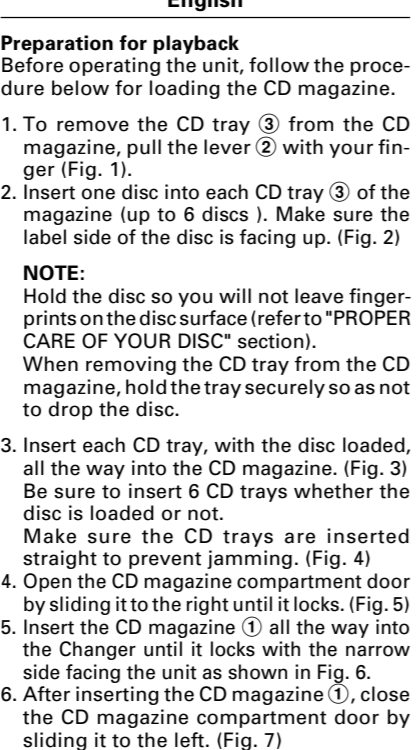 English
Preparation for playback
Before operating the unit, follow the proce-
dure below for loading the CD magazine.
1. To remove the CD tray ③ from the CD
magazine, pull the lever ② with your fin-
ger (Fig. 1).
2. Insert one disc into each CD tray ③ of the
magazine (up to 6 discs ). Make sure the
label side of the disc is facing up. (Fig. 2)
NOTE:
Hold the disc so you will not leave finger-
prints on the disc surface (refer to "PROPER
CARE OF YOUR DISC" section).
When removing the CD tray from the CD
magazine, hold the tray securely so as not
to drop the disc.
3. Insert each CD tray, with the disc loaded,
all the way into the CD magazine. (Fig. 3)
Be sure to insert 6 CD trays whether the
disc is loaded or not.
Make sure the CD trays are inserted
straight to prevent jamming. (Fig. 4)
4. Open the CD magazine compartment door
by sliding it to the right until it locks. (Fig. 5)
5. Insert the CD magazine ① all the way into
the Changer until it locks with the narrow
side facing the unit as shown in Fig. 6.
6. After inserting the CD magazine ①, close
the CD magazine compartment door by
sliding it to the left. (Fig. 7)